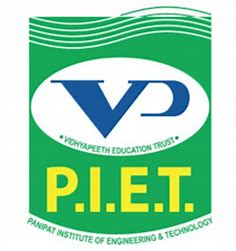 VP
• VIDHYAPEETH EDUCATION TRUST •
P.I.E.T.
PANIPAT INSTITUTE OF ENGINEERING & TECHNOLOGY